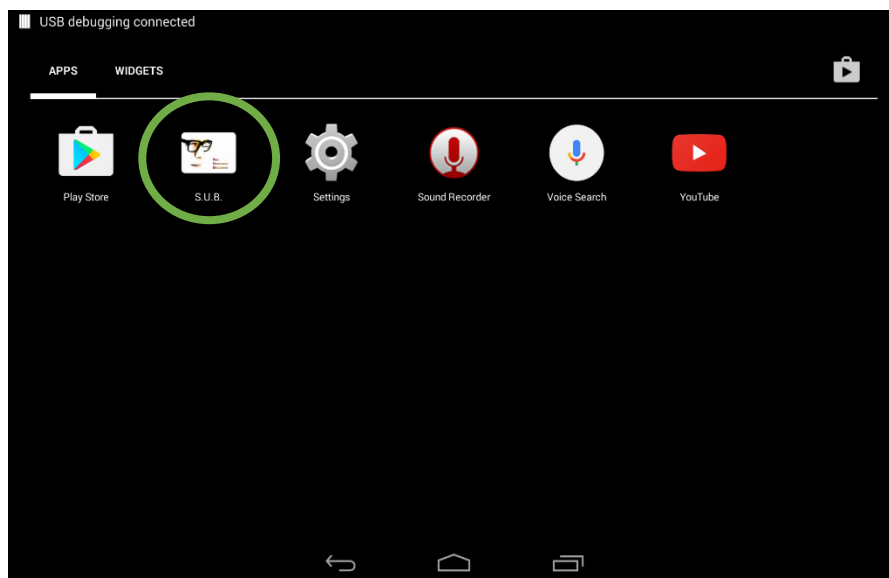 USB debugging connected
APPS WIDGETS
Play Store S.U.B. Settings Sound Recorder Voice Search YouTube